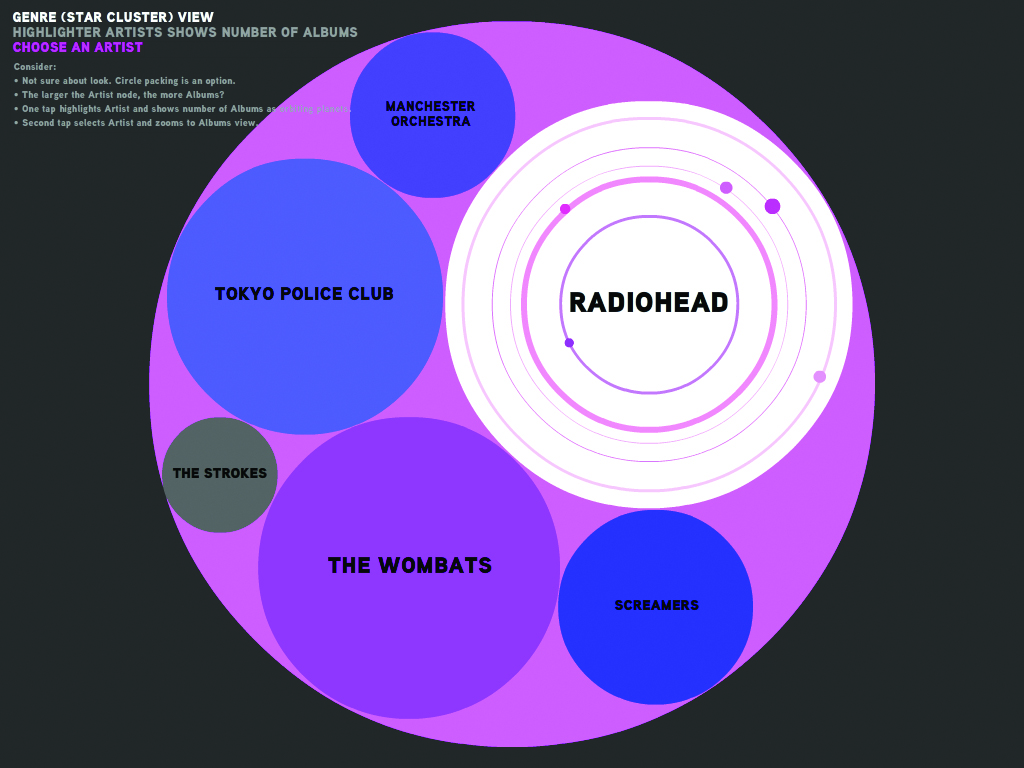 GENRE (STAR CLUSTER) VIEW
HIGHLIGHTER ARTISTS SHOWS NUMBER OF ALBUMS
CHOOSE AN ARTIST
Consider:
• Not sure about look. Circle packing is an option.
• The larger the Artist node, the more Albums?
• One tap highlights Artist and shows number of Albums as orbiting planets.
• Second tap selects Artist and zooms to Albums view.
MANCHESTER
ORCHESTRA
TOKYO POLICE CLUB
RADIOHEAD
THE STROKES
THE WOMBATS
SCREAMERS